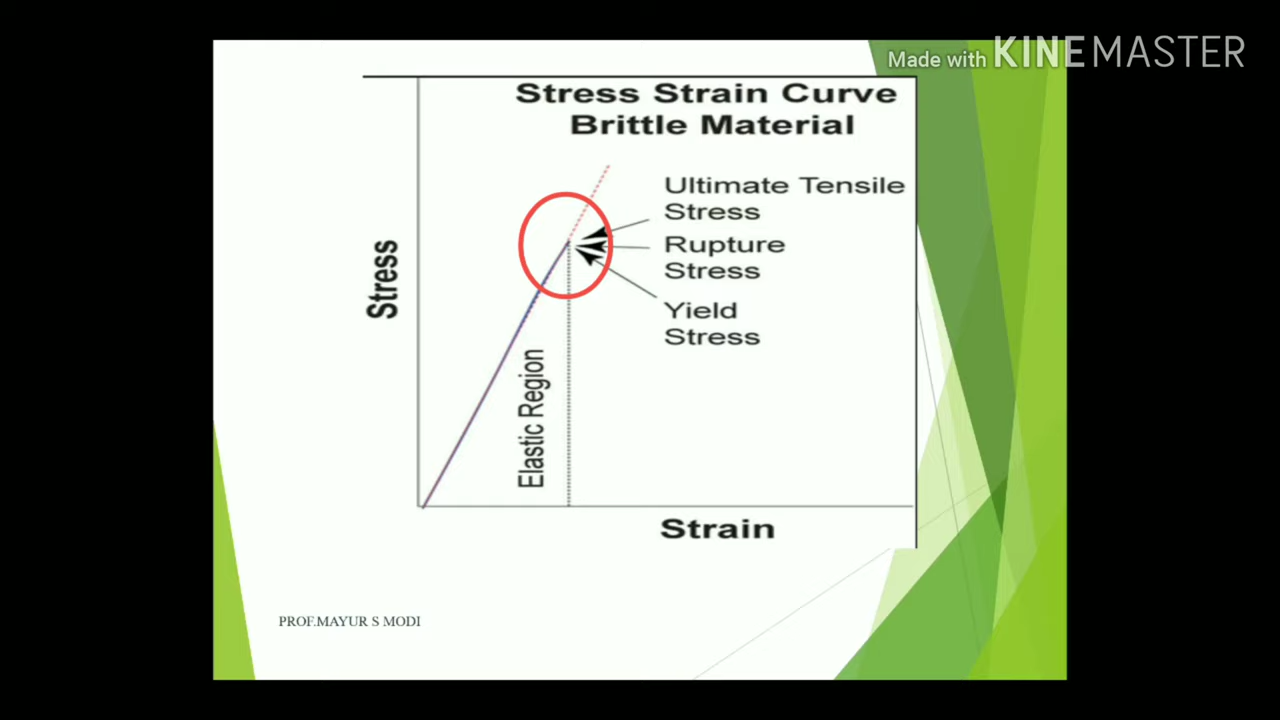 Made with KINEMASTER
Stress Strain Curve
Brittle Material
Ultimate Tensile
Stress
Rupture
Stress
Yield
Stress
Stress
Elastic Region
Strain
PROF.MAYUR S MODI